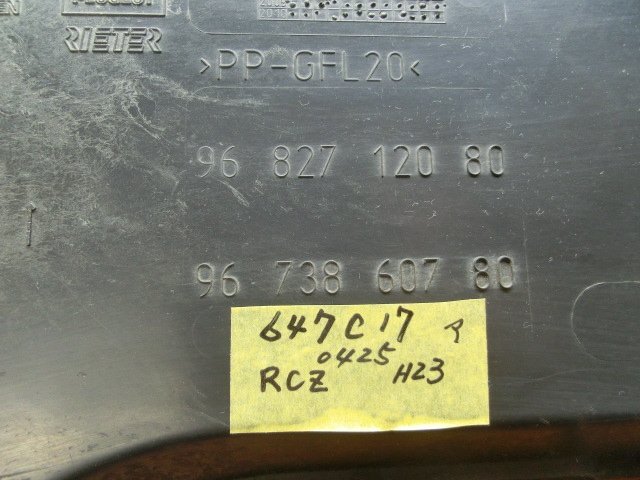 RIETER
>PP-GFL20<
96 827 120 80
96 738 607 80
647C17
0425
RCZ H23